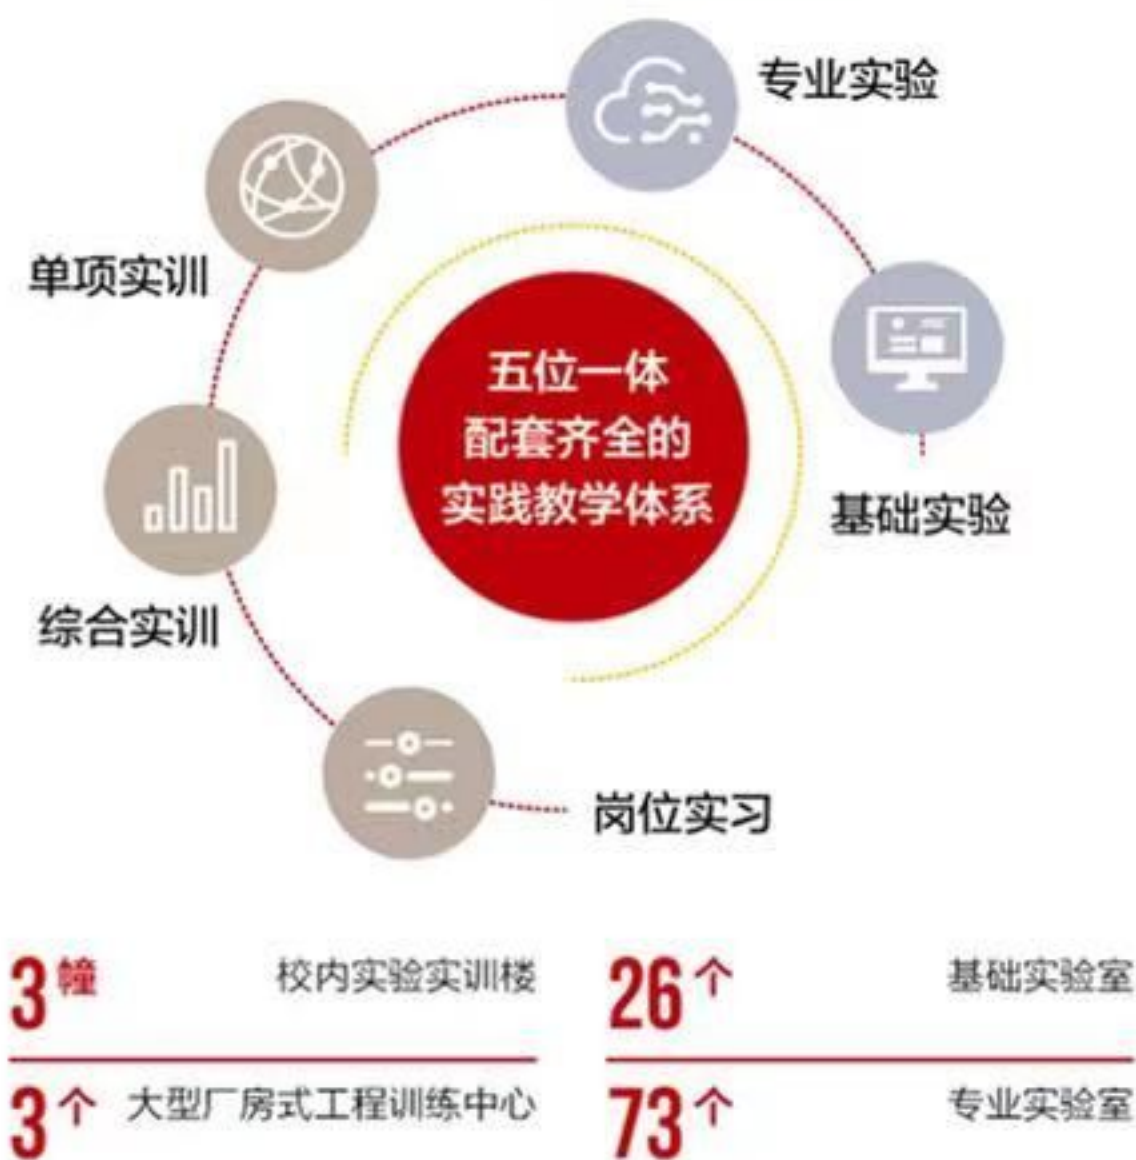 专业实验
单项实训
五位一体
配套齐全的
实践教学体系
基础实验
综合实训
岗位实习
3幢 校内实验实训楼
26个 基础实验室
3个 大型厂房式工程训练中心
73个 专业实验室